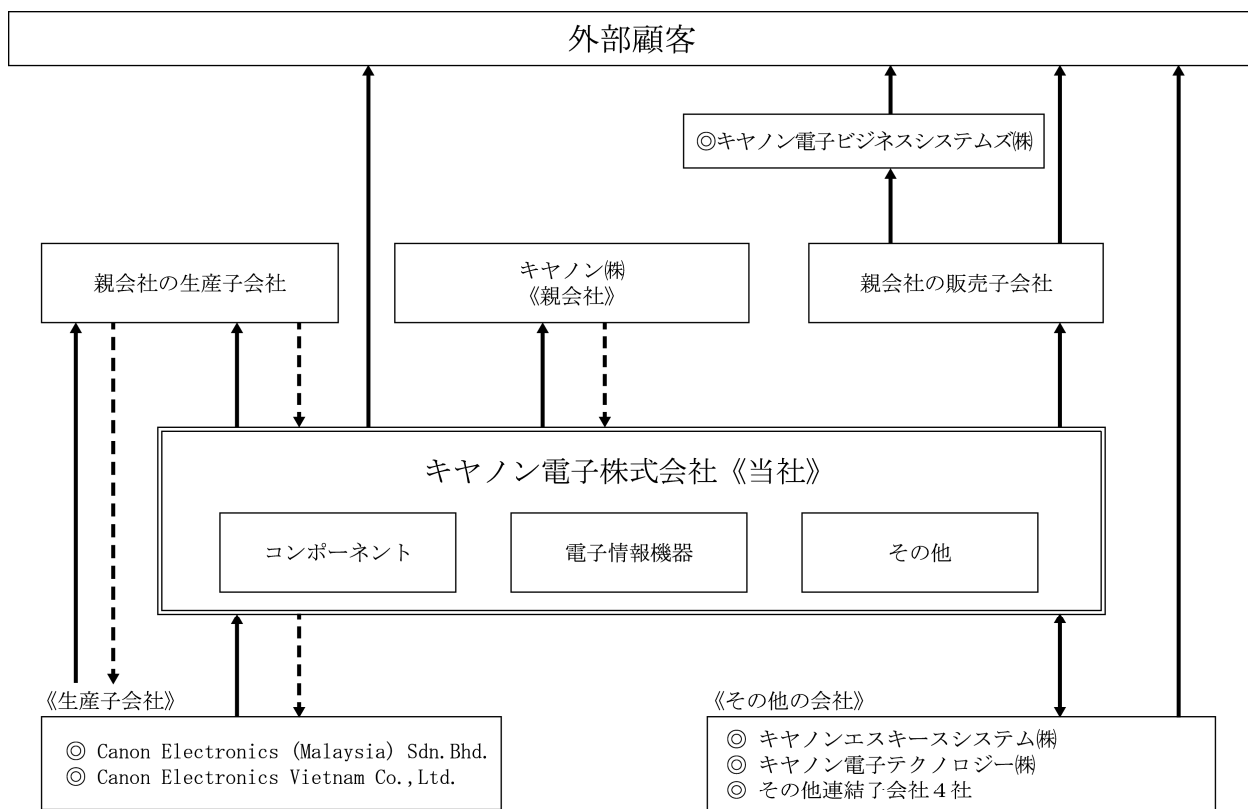 外部顧客
◎キヤノン電子ビジネスシステムズ㈱
親会社の生産子会社
キヤノン㈱
《親会社》
親会社の販売子会社
キヤノン電子株式会社《当社》
コンポーネント
電子情報機器
その他
《生産子会社》
◎ Canon Electronics (Malaysia) Sdn.Bhd.
◎ Canon Electronics Vietnam Co.,Ltd.
《その他の会社》
◎ キヤノンエスキースシステム㈱
◎ キヤノン電子テクノロジー㈱
◎ その他連結子会社４社